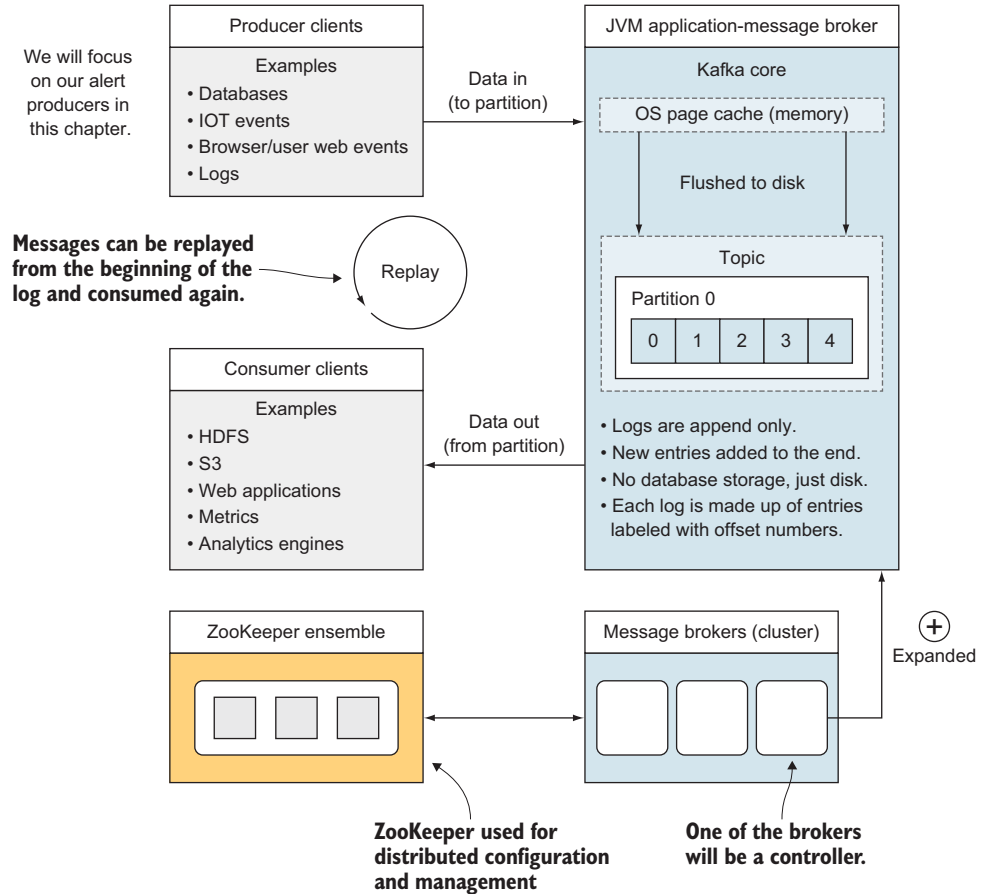 We will focus
on our alert
producers in
this chapter.
Producer clients
Examples
• Databases
• IOT events
• Browser/user web events
• Logs
Data in
(to partition)
JVM application-message broker
Kafka core
OS page cache (memory)
Flushed to disk
Topic
Partition 0
0 1 2 3 4
• Logs are append only.
• New entries added to the end.
• No database storage, just disk.
• Each log is made up of entries
labeled with offset numbers.
Messages can be replayed
from the beginning of the
log and consumed again.
Replay
Consumer clients
Examples
• HDFS
• S3
• Web applications
• Metrics
• Analytics engines
Data out
(from partition)
ZooKeeper ensemble
Message brokers (cluster)
+
Expanded
ZooKeeper used for
distributed configuration
and management
One of the brokers
will be a controller.